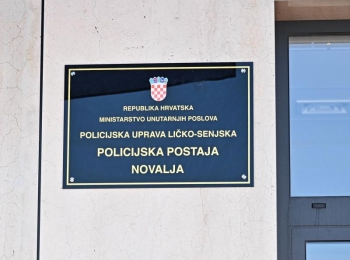 REPUBLIKA HRVATSKA
MINISTARSTVO UNUTARNJIH POSLOVA
POLICIJSKA UPRAVA LIČKO-SENJSKA
POLICIJSKA POSTAJA
NOVALJA